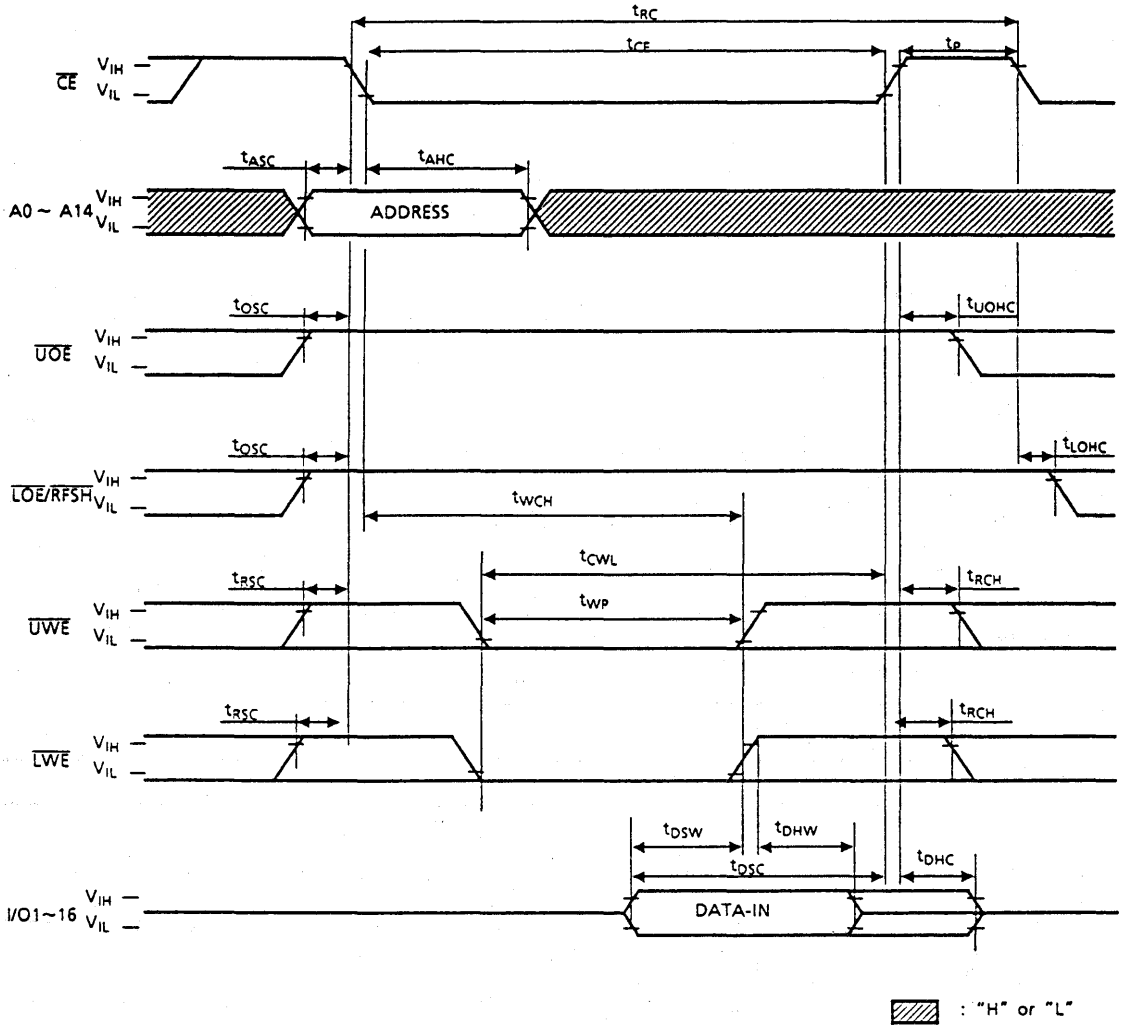 tRC
tCE
tP
CE
VIH
VIL
tASC
tAHC
A0 ~ A14
VIH
VIL
ADDRESS
tOSC
tUOHC
UOE
VIH
VIL
tOSC
tLOHC
LOE/RFSH
VIH
VIL
tWCH
tCWL
tRSC
tRCH
tWP
UWE
VIH
VIL
tRSC
tRCH
LWE
VIH
VIL
tDSW
tDHW
tDSC
tDHC
I/O1~16
VIH
VIL
DATA-IN
: "H" or "L"